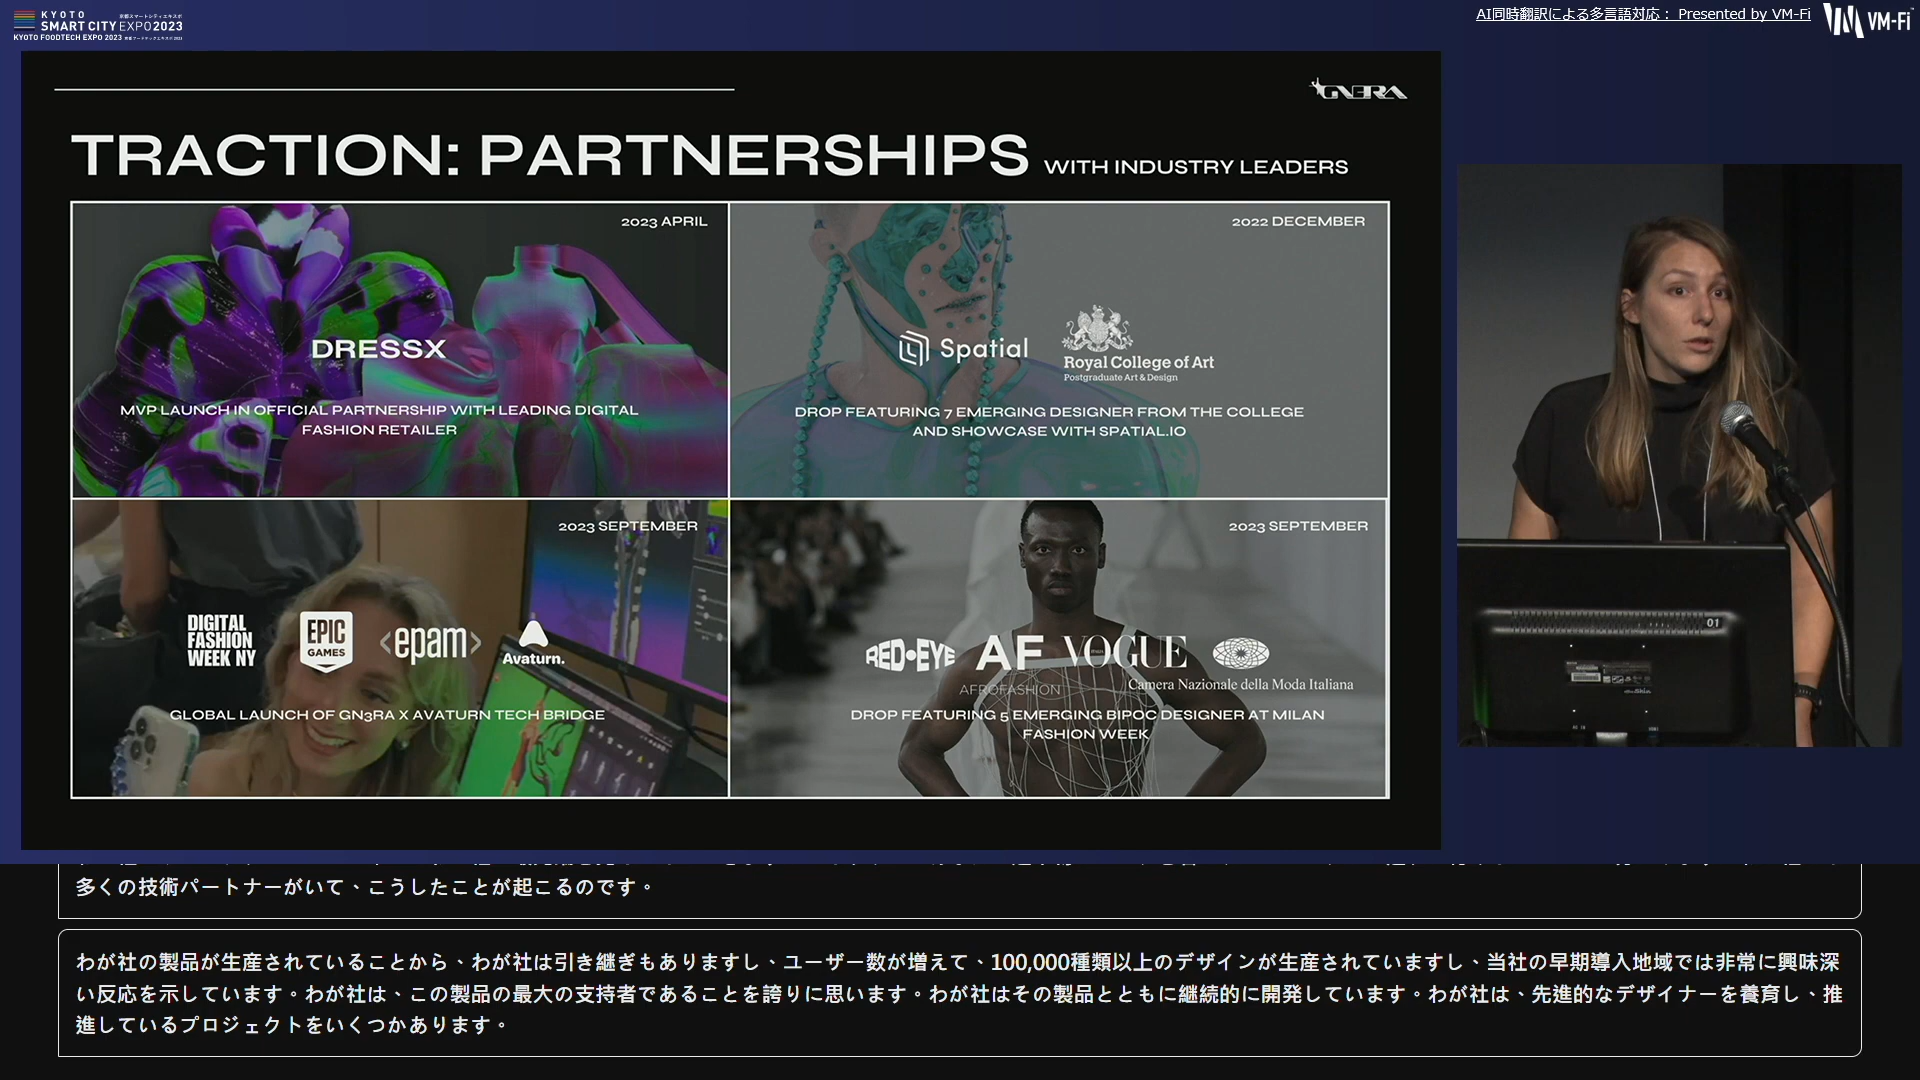 KYOTO
SMART CITY EXPO2023
KYOTO FOODTECH EXPO 2023
AI同時翻訳による多言語対応： Presented by VM-Fi
VM-Fi
GN3RA
TRACTION: PARTNERSHIPS WITH INDUSTRY LEADERS
2023 APRIL
DRESSX
MVP LAUNCH IN OFFICIAL PARTNERSHIP WITH LEADING DIGITAL
FASHION RETAILER
2022 DECEMBER
Spatial
Royal College of Art
Postgraduate Art & Design
DROP FEATURING 7 EMERGING DESIGNER FROM THE COLLEGE
AND SHOWCASE WITH SPATIAL.IO
2023 SEPTEMBER
DIGITAL
FASHION
WEEK NY
EPIC
GAMES
<epam>
Avaturn.
GLOBAL LAUNCH OF GN3RA X AVATURN TECH BRIDGE
2023 SEPTEMBER
RED•EYE
AF
AFROFASHION
VOGUE
Camera Nazionale della Moda Italiana
DROP FEATURING 5 EMERGING BIPOC DESIGNER AT MILAN
FASHION WEEK
01
多くの技術パートナーがいて、こうしたことが起こるのです。
わが社の製品が生産されていることから、わが社は引き継ぎもありますし、ユーザー数が増えて、100,000種類以上のデザインが生産されていますし、当社の早期導入地域では非常に興味深
い反応を示しています。わが社は、この製品の最大の支持者であることを誇りに思います。わが社はその製品とともに継続的に開発しています。わが社は、先進的なデザイナーを養育し、推
進しているプロジェクトをいくつかあります。